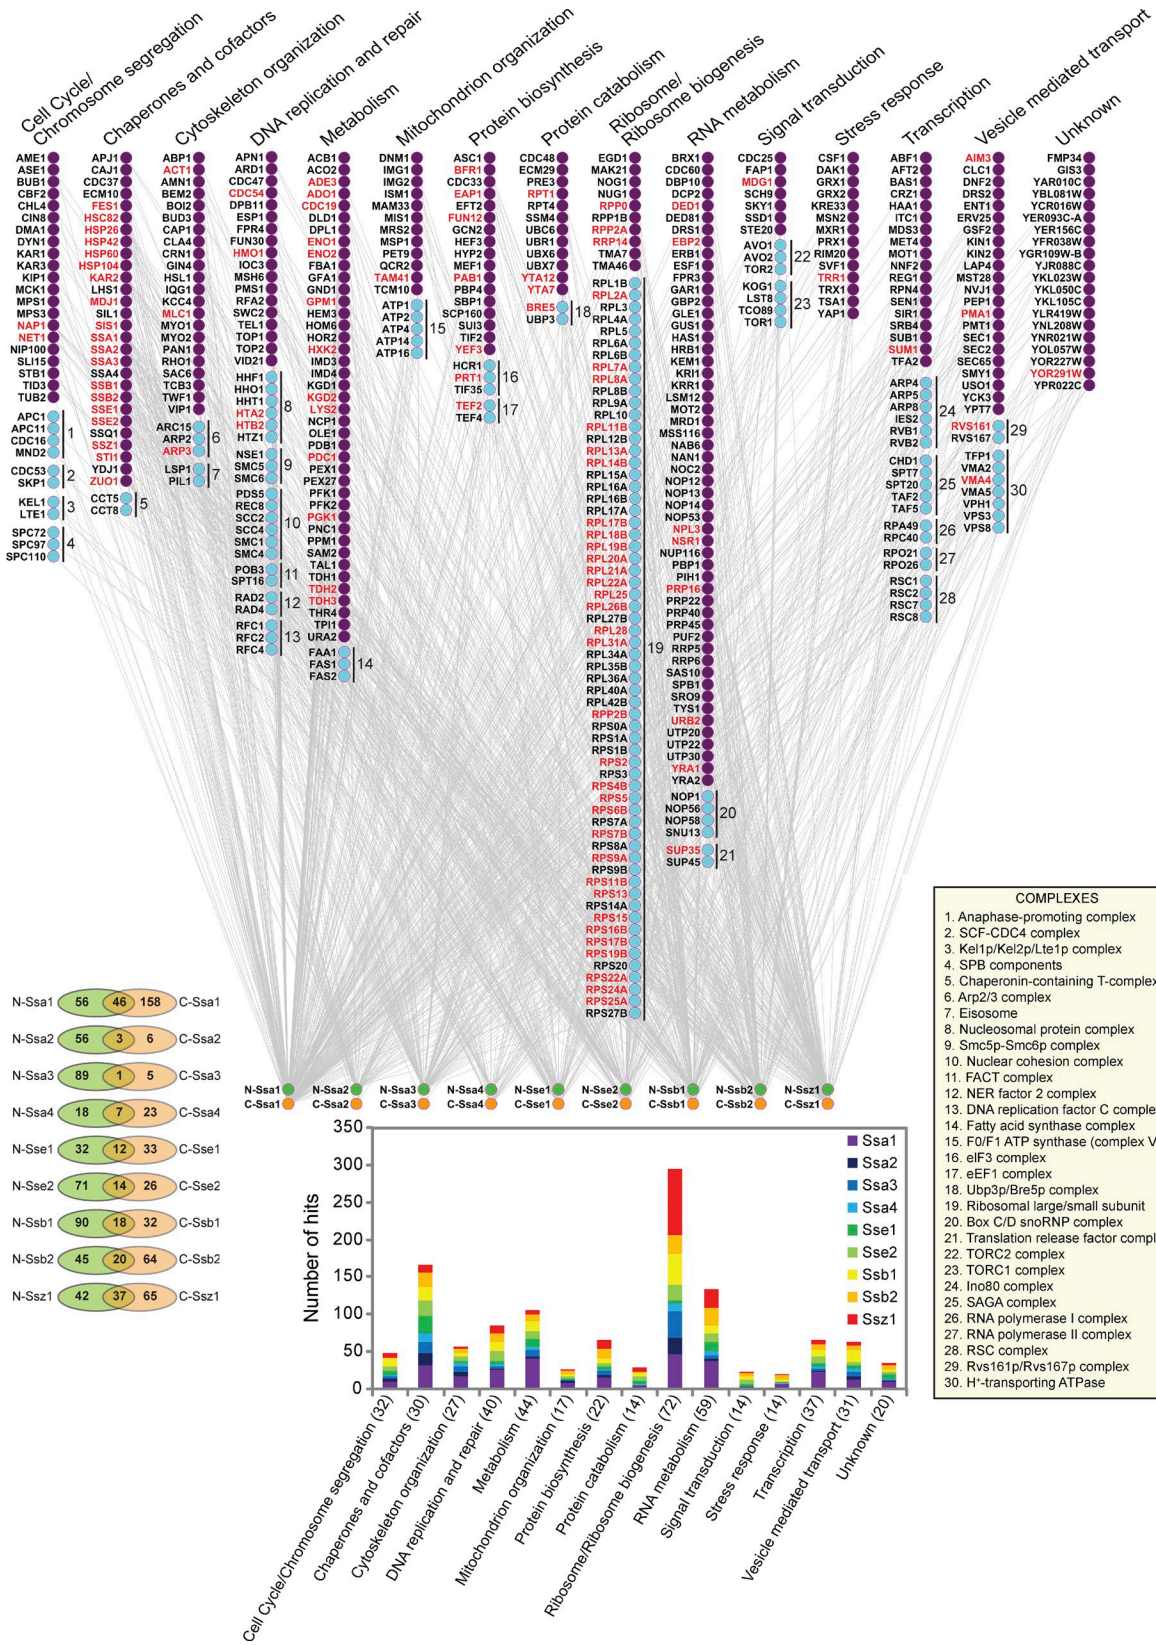 Cell Cycle/
Chromosome segregation
Chaperones and cofactors
Cytoskeleton organization
DNA replication and repair
Metabolism
Mitochondrion organization
Protein biosynthesis
Protein catabolism
Ribosome/
Ribosome biogenesis
RNA metabolism
Signal transduction
Stress response
Transcription
Vesicle mediated transport
Unknown
AME1
ASE1
BUB1
CBF2
CHL4
CIN8
DMA1
DYN1
KAR1
KAR3
KIP1
MCK1
MPS1
MPS3
NAP1
NET1
NIP100
SLI15
STB1
TID3
TUB2
APC1
APC11
CDC16
MND2
1
CDC53
SKP1
2
KEL1
LTE1
3
SPC72
SPC97
SPC110
4
APJ1
CAJ1
CDC37
ECM10
FES1
HSC82
HSP26
HSP42
HSP60
HSP104
KAR2
LHS1
MDJ1
SIL1
SIS1
SSA1
SSA2
SSA3
SSA4
SSB1
SSB2
SSE1
SSE2
SSQ1
SSZ1
STI1
YDJ1
ZUO1
CCT5
CCT8
5
ABP1
ACT1
AMN1
BEM2
BOI2
BUD3
CAP1
CLA4
CRN1
GIN4
HSL1
IQG1
KCC4
MLC1
MYO1
MYO2
PAN1
RHO1
SAC6
TCB3
TWF1
VIP1
ARC15
ARP2
ARP3
6
LSP1
PIL1
7
APN1
ARD1
CDC47
CDC54
DPB11
ESP1
FPR4
FUN30
HMO1
IOC3
MSH6
PMS1
RFA2
SWC2
TEL1
TOP1
TOP2
VID21
HHF1
HHO1
HHT1
HTA2
HTB2
HTZ1
8
NSE1
SMC5
SMC6
9
PDS5
REC8
SCC2
SCC4
SMC1
SMC4
10
POB3
SPT16
11
RAD2
RAD4
12
RFC1
RFC2
RFC4
13
ACB1
ACO2
ADE3
ADO1
CDC19
DLD1
DPL1
ENO1
ENO2
FBA1
GFA1
GND1
GPM1
HEM3
HOM6
HOR2
HXK2
IMD3
IMD4
KGD1
KGD2
LYS2
NCP1
OLE1
PDB1
PDC1
PEX1
PEX27
PFK1
PFK2
PGK1
PNC1
PPM1
SAM2
TAL1
TDH1
TDH2
TDH3
THR4
TPI1
URA2
FAA1
FAS1
FAS2
14
DNM1
IMG1
IMG2
ISM1
MAM33
MIS1
MRS2
MSP1
PET9
QCR2
TAM41
TCM10
ATP1
ATP2
ATP4
ATP14
ATP16
15
ASC1
BFR1
CDC33
EAP1
EFT2
FUN12
GCN2
HEF3
HYP2
MEF1
PAB1
PBP4
SBP1
SCP160
SUI3
TIF2
YEF3
HCR1
PRT1
TIF35
16
TEF2
TEF4
17
CDC48
ECM29
PRE3
RPT1
RPT4
SSM4
UBC6
UBR1
UBX6
UBX7
YTA12
YTA7
BRE5
UBP3
18
EGD1
MAK21
NOG1
NUG1
RPP0
RPP1B
RPP2A
RRP14
TMA7
TMA46
RPL1B
RPL2A
RPL3
RPL4A
RPL5
RPL6A
RPL6B
RPL7A
RPL8A
RPL8B
RPL9A
RPL10
RPL11B
RPL12B
RPL13A
RPL14B
RPL15A
RPL16A
RPL16B
RPL17A
RPL17B
RPL18B
RPL19B
RPL20A
RPL21A
RPL22A
RPL25
RPL26B
RPL27B
RPL28
RPL31A
RPL34A
RPL35B
RPL36A
RPL40A
RPL42B
RPP2B
RPS0A
RPS1A
RPS1B
RPS2
RPS3
RPS4B
RPS5
RPS6B
RPS7A
RPS7B
RPS8A
RPS9A
RPS9B
RPS11B
RPS13
RPS14A
RPS15
RPS16B
RPS17B
RPS19B
RPS20
RPS22A
RPS24A
RPS25A
RPS27B
19
BRX1
CDC60
DBP10
DCP2
DED1
DED81
DRS1
EBP2
ERB1
ESF1
FPR3
GAR1
GBP2
GLE1
GUS1
HAS1
HRB1
KEM1
KRI1
KRR1
LSM12
MOT2
MRD1
MSS116
NAB6
NAN1
NOC2
NOP12
NOP13
NOP14
NOP53
NPL3
NSR1
NUP116
PBP1
PIH1
PRP16
PRP22
PRP40
PRP45
PUF2
RRP5
RRP6
SAS10
SPB1
SRO9
TYS1
URB2
UTP20
UTP22
UTP30
YRA1
YRA2
NOP1
NOP56
NOP58
SNU13
20
SUP35
SUP45
21
CDC25
FAP1
MDG1
SCH9
SKY1
SSD1
STE20
AVO1
AVO2
TOR2
22
KOG1
LST8
TCO89
TOR1
23
CSF1
DAK1
GRX1
GRX2
KRE33
MSN2
MXR1
PRX1
RIM20
SVF1
TRR1
TRX1
TSA1
YAP1
ABF1
AFT2
BAS1
CRZ1
HAA1
ITC1
MDS3
MET4
MOT1
NNF2
REG1
RPN4
SEN1
SIR1
SRB4
SUB1
SUM1
TFA2
ARP4
ARP5
ARP8
IES2
RVB1
RVB2
24
CHD1
SPT7
SPT20
TAF2
TAF5
25
RPA49
RPC40
26
RPO21
RPO26
27
RSC1
RSC2
RSC7
RSC8
28
AIM3
CLC1
DNF2
DRS2
ENT1
ERV25
GSF2
KIN1
KIN2
LAP4
MST28
NVJ1
PEP1
PMA1
PMT1
SEC1
SEC2
SEC65
SMY1
USO1
YCK3
YPT7
RVS161
RVS167
29
TFP1
VMA2
VMA4
VMA5
VPH1
VPS3
VPS8
30
FMP34
GIS3
YAR010C
YBL081W
YCR016W
YER093C-A
YER156C
YFR038W
YGR109W-B
YJR088C
YKL023W
YKL050C
YKL105C
YLR419W
YNL208W
YNR021W
YOL057W
YOR227W
YOR291W
YPR022C
COMPLEXES
1. Anaphase-promoting complex
2. SCF-CDC4 complex
3. Kel1p/Kel2p/Lte1p complex
4. SPB components
5. Chaperonin-containing T-complex
6. Arp2/3 complex
7. Eisosome
8. Nucleosomal protein complex
9. Smc5p-Smc6p complex
10. Nuclear cohesion complex
11. FACT complex
12. NER factor 2 complex
13. DNA replication factor C comple
14. Fatty acid synthase complex
15. F0/F1 ATP synthase (complex V
16. eIF3 complex
17. eEF1 complex
18. Ubp3p/Bre5p complex
19. Ribosomal large/small subunit
20. Box C/D snoRNP complex
21. Translation release factor compl
22. TORC2 complex
23. TORC1 complex
24. Ino80 complex
25. SAGA complex
26. RNA polymerase I complex
27. RNA polymerase II complex
28. RSC complex
29. Rvs161p/Rvs167p complex
30. H+-transporting ATPase
N-Ssa1 56 46 158 C-Ssa1
N-Ssa2 56 3 6 C-Ssa2
N-Ssa3 89 1 5 C-Ssa3
N-Ssa4 18 7 23 C-Ssa4
N-Sse1 32 12 33 C-Sse1
N-Sse2 71 14 26 C-Sse2
N-Ssb1 90 18 32 C-Ssb1
N-Ssb2 45 20 64 C-Ssb2
N-Ssz1 42 37 65 C-Ssz1
N-Ssa1 N-Ssa2 N-Ssa3 N-Ssa4 N-Sse1 N-Sse2 N-Ssb1 N-Ssb2 N-Ssz1
C-Ssa1 C-Ssa2 C-Ssa3 C-Ssa4 C-Sse1 C-Sse2 C-Ssb1 C-Ssb2 C-Ssz1
Number of hits
350
300
250
200
150
100
50
0
Ssa1
Ssa2
Ssa3
Ssa4
Sse1
Sse2
Ssb1
Ssb2
Ssz1
Cell Cycle/Chromosome segregation (32)
Chaperones and cofactors (30)
Cytoskeleton organization (27)
DNA replication and repair (40)
Metabolism (44)
Mitochondrion organization (17)
Protein biosynthesis (22)
Protein catabolism (14)
Ribosome/Ribosome biogenesis (72)
RNA metabolism (59)
Signal transduction (14)
Stress response (14)
Transcription (37)
Vesicle mediated transport (31)
Unknown (20)